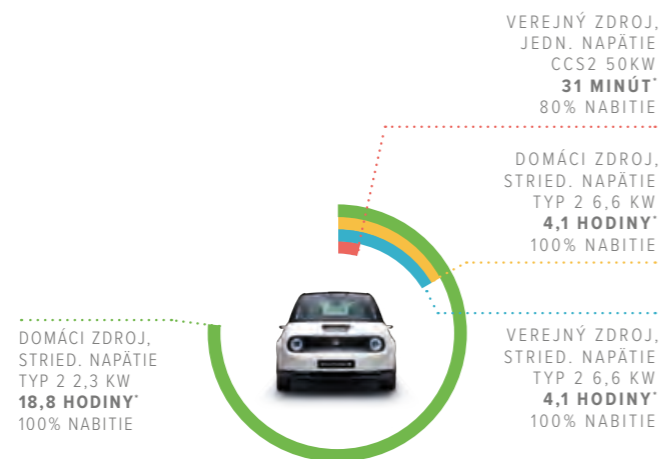 VEREJNÝ ZDROJ,
JEDN. NAPÄTIE
CCS2 50KW
31 MINÚT*
80% NABITIE
DOMÁCI ZDROJ,
STRIED. NAPÄTIE
TYP 2 6,6 KW
4,1 HODINY*
100% NABITIE
VEREJNÝ ZDROJ,
STRIED. NAPÄTIE
TYP 2 6,6 KW
4,1 HODINY*
100% NABITIE
DOMÁCI ZDROJ,
STRIED. NAPÄTIE
TYP 2 2,3 KW
18,8 HODINY*
100% NABITIE